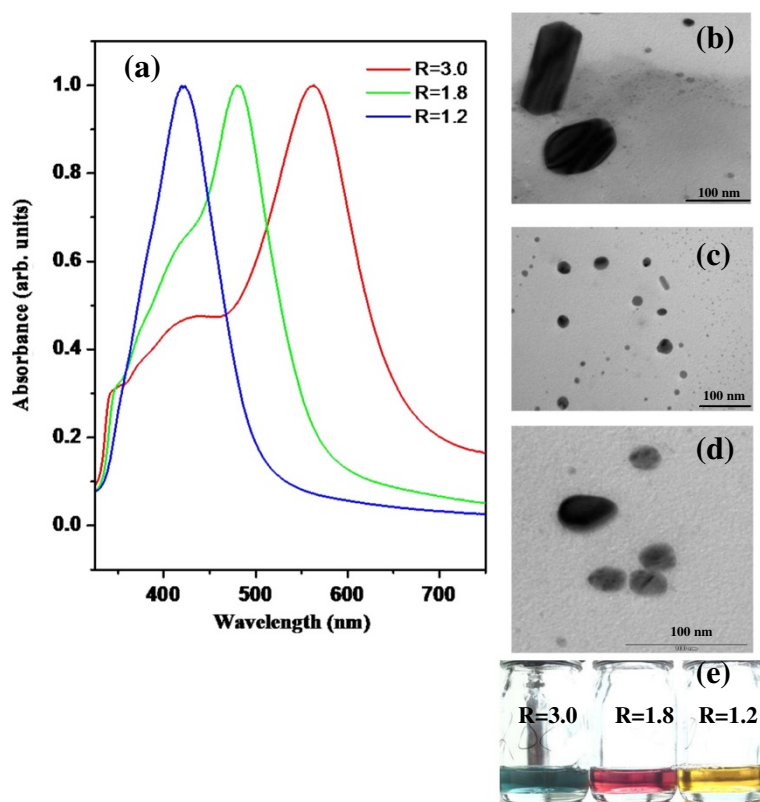 (a)
R=3.0
R=1.8
R=1.2
1.0
0.8
0.6
0.4
0.2
0.0
Absorbance (arb. units)
400 500 600 700
Wavelength (nm)
(b)
100 nm
(c)
100 nm
(d)
100 nm
(e)
R=3.0 R=1.8 R=1.2